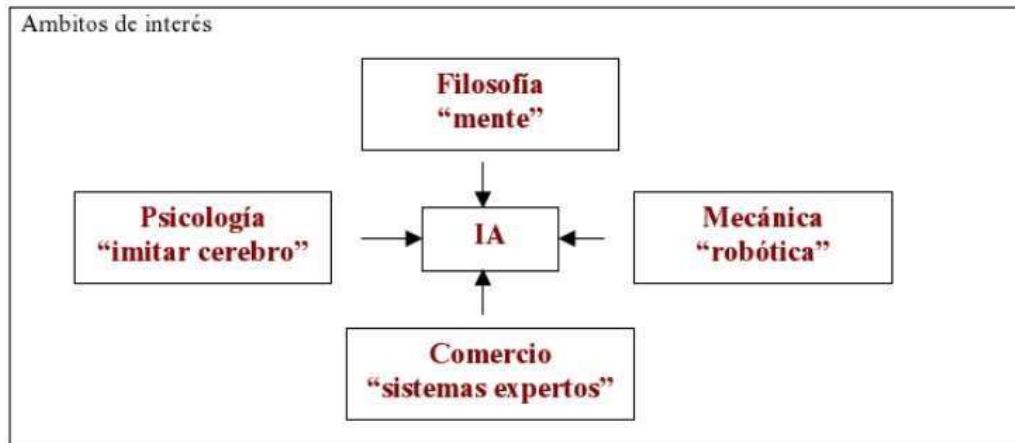 Ambitos de interés
Filosofía
“mente”
Psicología
“imitar cerebro”
IA
Mecánica
“robótica”
Comercio
“sistemas expertos”